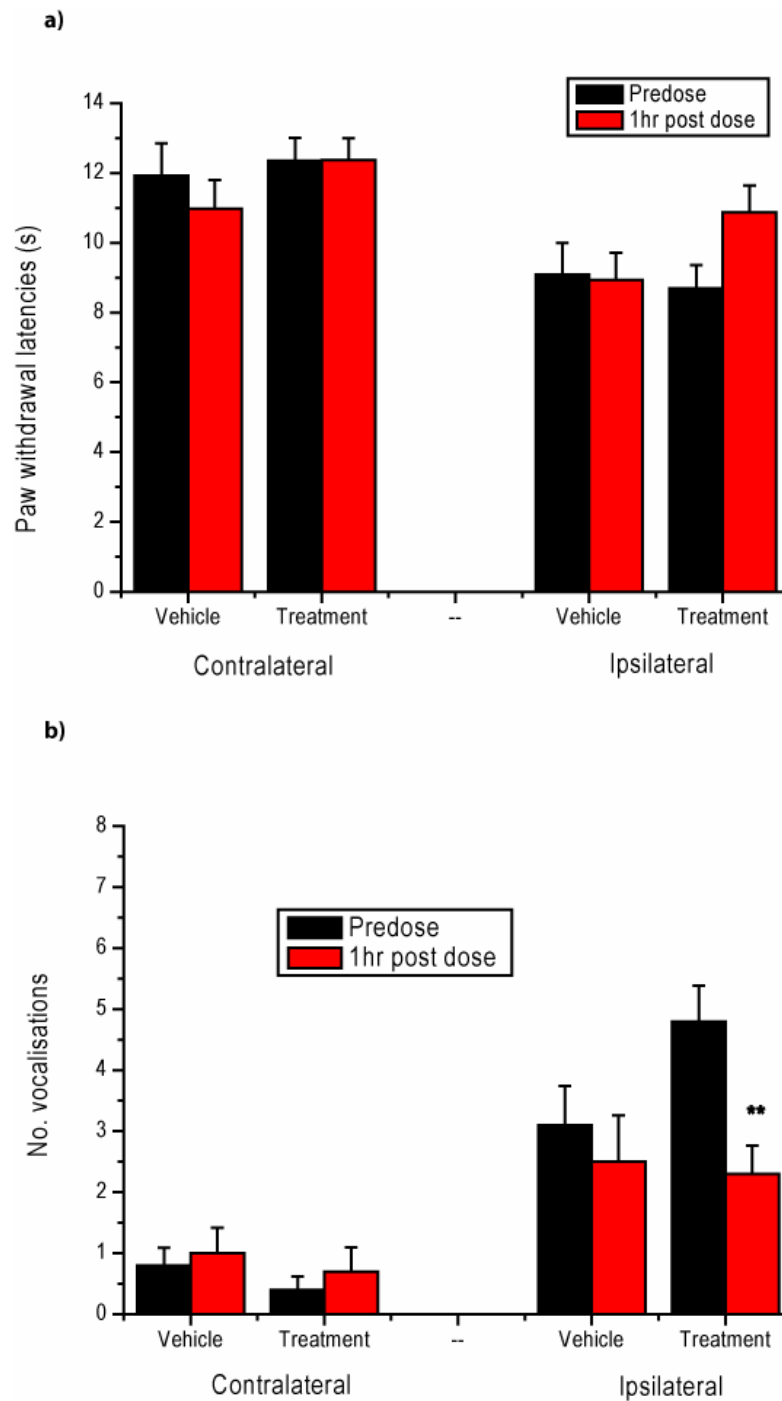 a)
Predose
1hr post dose
14
12
10
8
6
4
2
0
Paw withdrawal latencies (s)
Vehicle Treatment -- Vehicle Treatment
Contralateral Ipsilateral
b)
8
7
6
5
4
3
2
1
0
No. vocalisations
Predose
1hr post dose
**
Vehicle Treatment -- Vehicle Treatment
Contralateral Ipsilateral